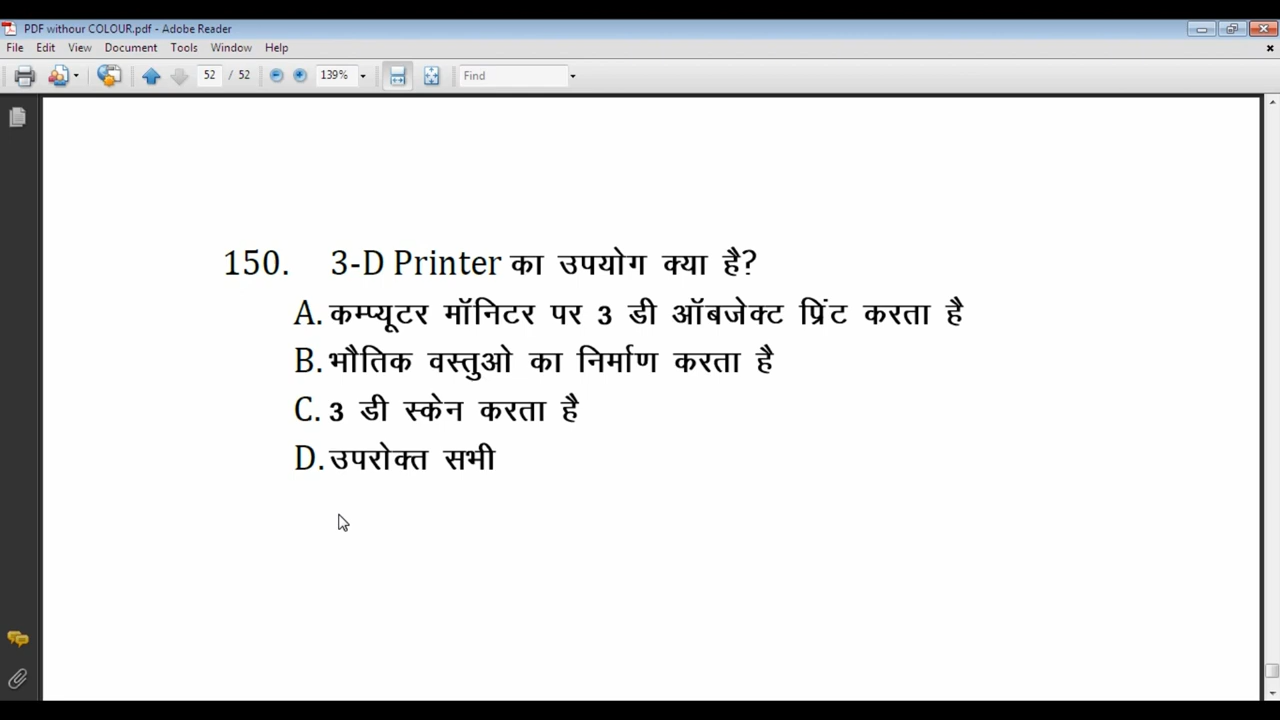 PDF withour COLOUR.pdf - Adobe Reader
File Edit View Document Tools Window Help
52 / 52 139% Find
150. 3-D Printer का उपयोग क्या है?
A. कम्प्यूटर मॉनिटर पर 3 डी ऑबजेक्ट प्रिंट करता है
B. भौतिक वस्तुओ का निर्माण करता है
C. 3 डी स्केन करता है
D. उपरोक्त सभी